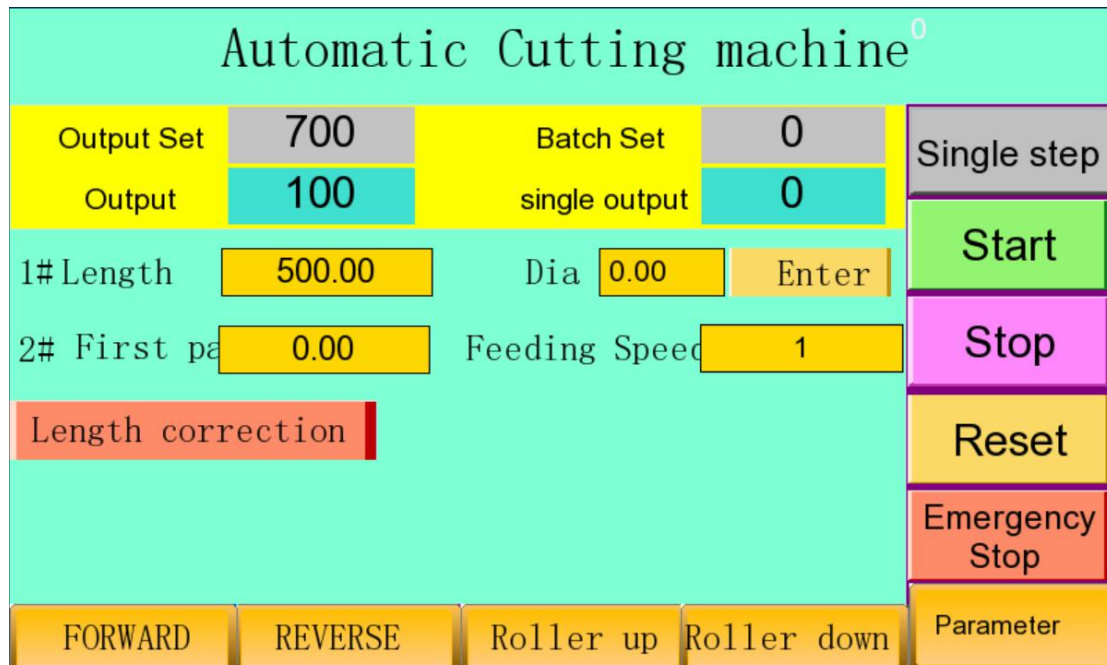 Automatic Cutting machine 0
Output Set 700 Batch Set 0
Output 100 single output 0
1# Length 500.00 Dia 0.00 Enter
2# First pa 0.00 Feeding Speed 1
Length correction
Single step
Start
Stop
Reset
Emergency
Stop
FORWARD REVERSE Roller up Roller down Parameter